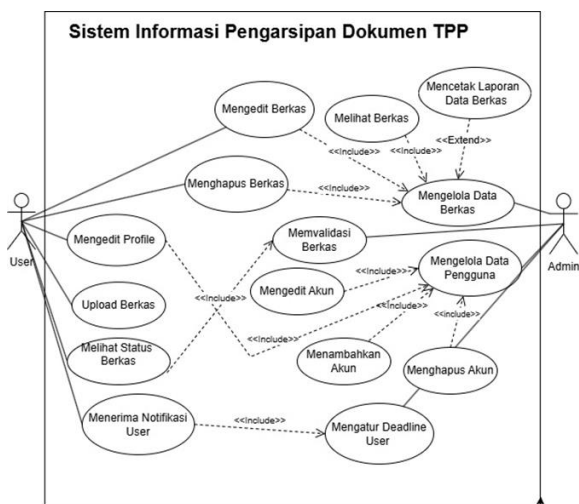 Sistem Informasi Pengarsipan Dokumen TPP
Mengedit Berkas
Melihat Berkas
Mencetak Laporan
Data Berkas
<<Include>>
<<Include>>
<<Extend>>
Menghapus Berkas
<<Include>>
Mengelola Data
Berkas
User
Mengedit Profile
Memvalidasi
Berkas
Mengelola Data
Pengguna
Admin
Mengedit Akun
<<Include>>
<<Include>>
<<Include>>
Upload Berkas
<<Include>>
<<include>>
Melihat Status
Berkas
Menambahkan
Akun
Menghapus Akun
Menerima Notifikasi
User
<<Include>>
Mengatur Deadline
User